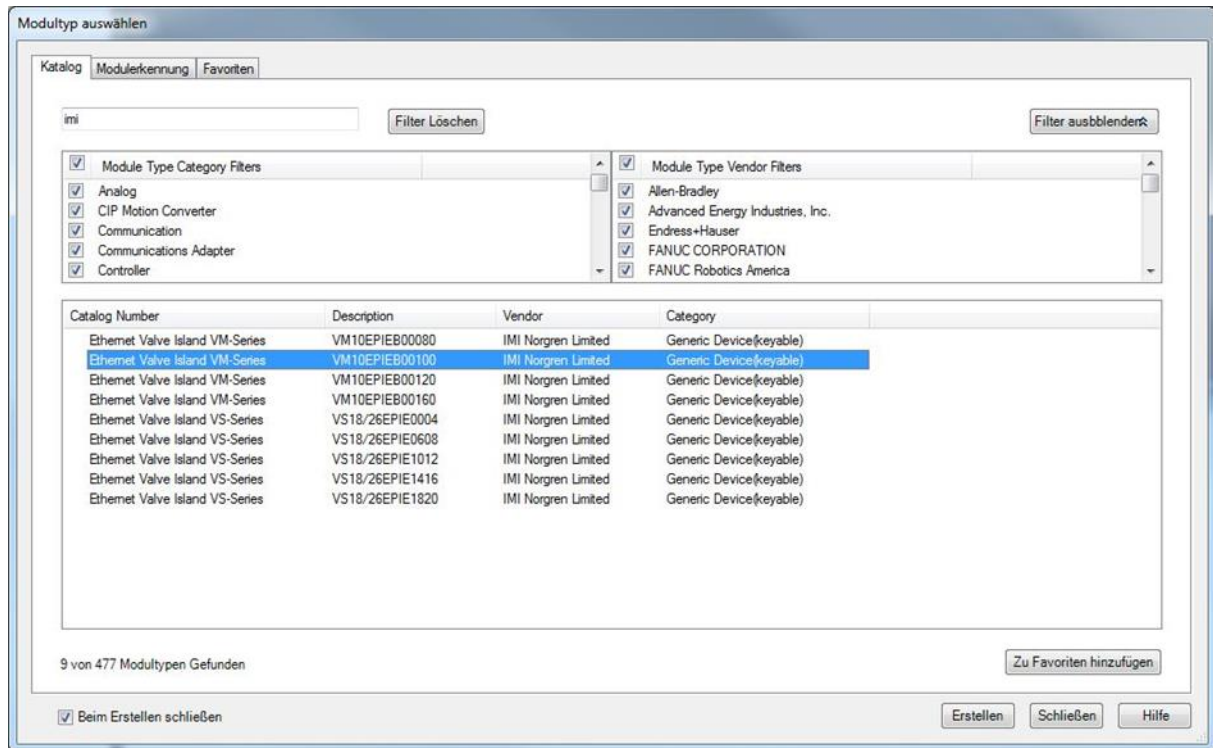 Modultyp auswählen
Katalog Modulerkennung Favoriten
imi Filter Löschen Filter ausbblenden
Module Type Category Filters Module Type Vendor Filters
Analog Allen-Bradley
CIP Motion Converter Advanced Energy Industries, Inc.
Communication Endress+Hauser
Communications Adapter FANUC CORPORATION
Controller FANUC Robotics America
Catalog Number Description Vendor Category
Ethernet Valve Island VM-Series VM10EPIEB00080 IMI Norgren Limited Generic Device(keyable)
Ethernet Valve Island VM-Series VM10EPIEB00100 IMI Norgren Limited Generic Device(keyable)
Ethernet Valve Island VM-Series VM10EPIEB00120 IMI Norgren Limited Generic Device(keyable)
Ethernet Valve Island VM-Series VM10EPIEB00160 IMI Norgren Limited Generic Device(keyable)
Ethernet Valve Island VS-Series VS18/26EPIE0004 IMI Norgren Limited Generic Device(keyable)
Ethernet Valve Island VS-Series VS18/26EPIE0608 IMI Norgren Limited Generic Device(keyable)
Ethernet Valve Island VS-Series VS18/26EPIE1012 IMI Norgren Limited Generic Device(keyable)
Ethernet Valve Island VS-Series VS18/26EPIE1416 IMI Norgren Limited Generic Device(keyable)
Ethernet Valve Island VS-Series VS18/26EPIE1820 IMI Norgren Limited Generic Device(keyable)
9 von 477 Modultypen Gefunden Zu Favoriten hinzufügen
Beim Erstellen schließen Erstellen Schließen Hilfe